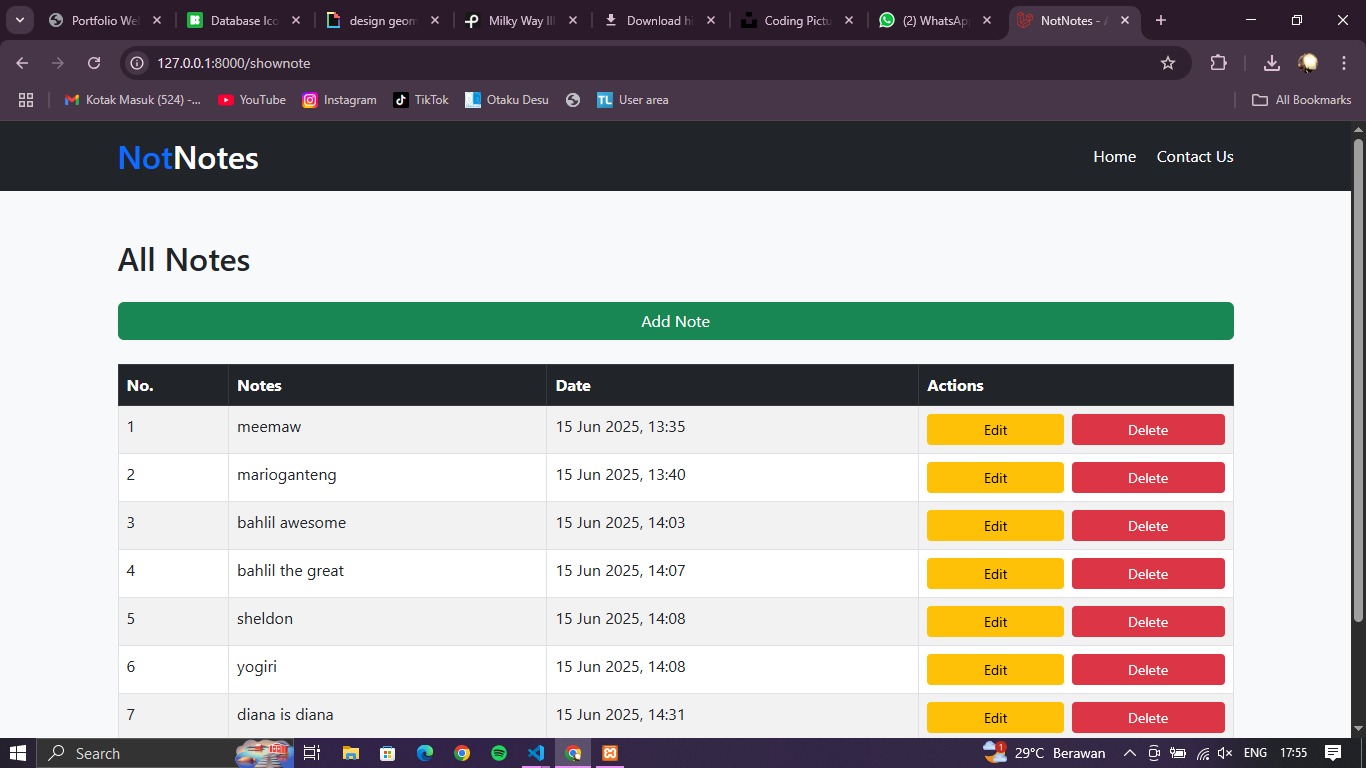 Portfolio We
Database Ico
design geom
Milky Way Ill
Download hi
Coding Pictu
(2) WhatsAp
NotNotes - A
127.0.0.1:8000/shownote
Kotak Masuk (524) -...
YouTube
Instagram
TikTok
Otaku Desu
TL
User area
All Bookmarks
NotNotes
Home
Contact Us
All Notes
Add Note
No. Notes Date Actions
1 meemaw 15 Jun 2025, 13:35 Edit Delete
2 marioganteng 15 Jun 2025, 13:40 Edit Delete
3 bahlil awesome 15 Jun 2025, 14:03 Edit Delete
4 bahlil the great 15 Jun 2025, 14:07 Edit Delete
5 sheldon 15 Jun 2025, 14:08 Edit Delete
6 yogiri 15 Jun 2025, 14:08 Edit Delete
7 diana is diana 15 Jun 2025, 14:31 Edit Delete
Search
1
29°C Berawan
ENG
17:55